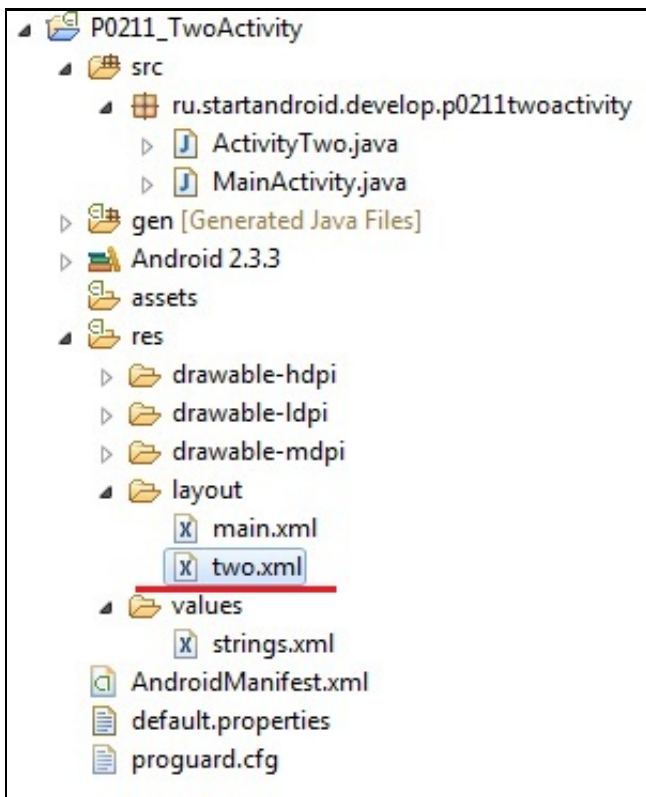 P0211_TwoActivity
src
ru.startandroid.develop.p0211twoactivity
ActivityTwo.java
MainActivity.java
gen [Generated Java Files]
Android 2.3.3
assets
res
drawable-hdpi
drawable-ldpi
drawable-mdpi
layout
main.xml
two.xml
values
strings.xml
AndroidManifest.xml
default.properties
proguard.cfg